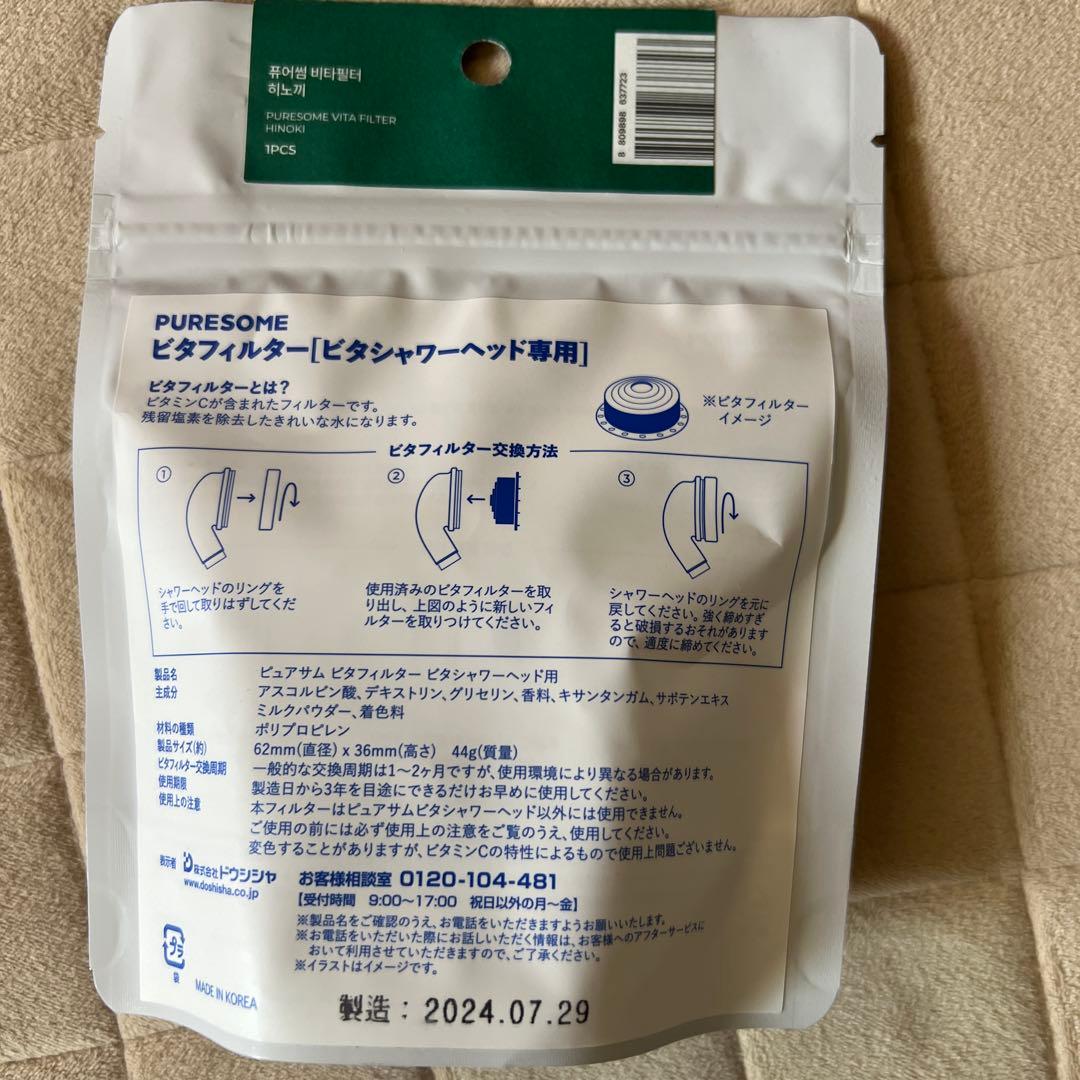 퓨어썸 비타필터
히노끼
PURESOME VITA FILTER
HINOKI
1PCS
8 809898 637723
PURESOME
ビタフィルター[ビタシャワーヘッド専用]
ビタフィルターとは？
ビタミンCが含まれたフィルターです。
残留塩素を除去したきれいな水になります。
※ビタフィルター
イメージ
ビタフィルター交換方法
①
②
③
シャワーヘッドのリングを
手で回して取りはずしてくだ
さい。
使用済みのビタフィルターを取
り出し、上図のように新しいフィ
ルターを取りつけてください。
シャワーヘッドのリングを元に
戻してください。強く締めすぎ
ると破損するおそれがあります
ので、適度に締めてください。
製品名 ピュアサム ビタフィルター ビタシャワーヘッド用
主成分 アスコルビン酸、デキストリン、グリセリン、香料、キサンタンガム、サボテンエキス
ミルクパウダー、着色料
材料の種類 ポリプロピレン
製品サイズ(約) 62mm(直径) x 36mm(高さ) 44g(質量)
ビタフィルター交換周期 一般的な交換周期は1～2ヶ月ですが、使用環境により異なる場合があります。
使用期限 製造日から3年を目途にできるだけお早めに使用してください。
使用上の注意 本フィルターはピュアサムビタシャワーヘッド以外には使用できません。
ご使用の前には必ず使用上の注意をご覧のうえ、使用してください。
変色することがありますが、ビタミンCの特性によるもので使用上問題ございません。
表示者 株式会社ドウシシャ
www.doshisha.co.jp
お客様相談室 0120-104-481
【受付時間 9:00～17:00 祝日以外の月～金】
※製品名をご確認のうえ、お電話をいただきますようお願いいたします。
※お電話をいただいた際にお話しいただく情報は、お客様へのアフターサービスに
おいて利用させていただきますので、ご了承ください。
※イラストはイメージです。
プラ
袋
MADE IN KOREA
製造：2024.07.29